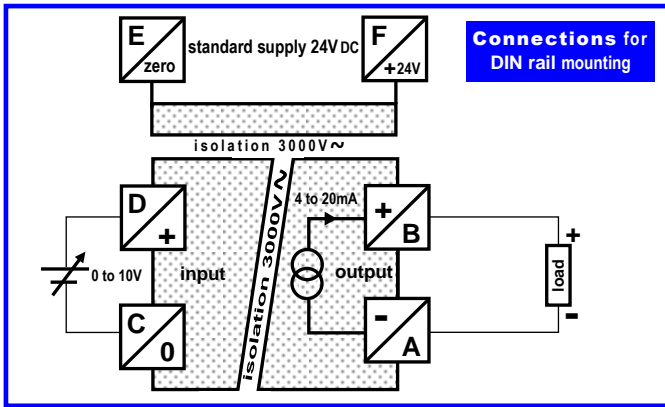 E
zero
standard supply 24V DC
F
+24V
Connections for
DIN rail mounting
isolation 3000V~
isolation 3000V~
D
+
0 to 10V
input
C
0
4 to 20mA
output
+
B
-
A
+
load
-